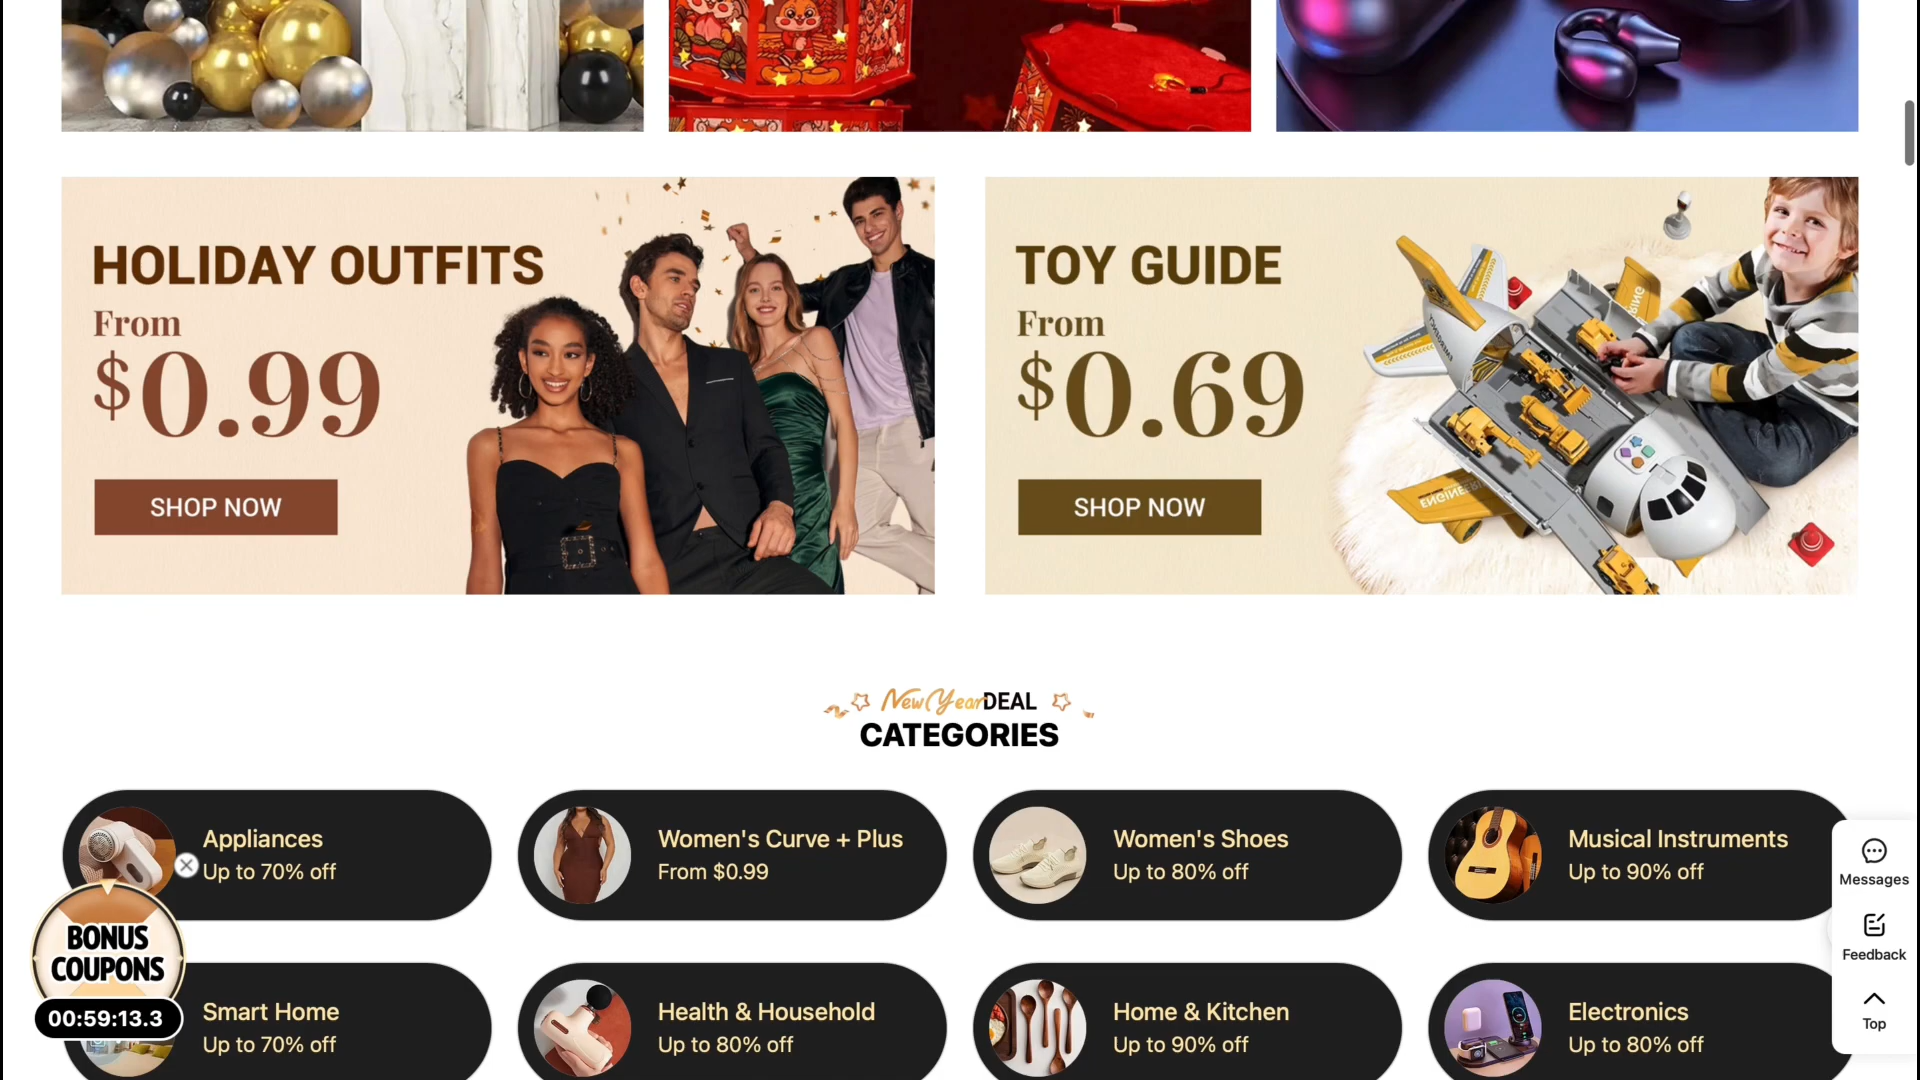 HOLIDAY OUTFITS
From
$0.99
SHOP NOW
TOY GUIDE
From
$0.69
SHOP NOW
ENGINEERING
New Year DEAL
CATEGORIES
Appliances
Up to 70% off
Women's Curve + Plus
From $0.99
Women's Shoes
Up to 80% off
Musical Instruments
Up to 90% off
Smart Home
Up to 70% off
Health & Household
Up to 80% off
Home & Kitchen
Up to 90% off
Electronics
Up to 80% off
BONUS
COUPONS
00:59:13.3
Messages
Feedback
Top